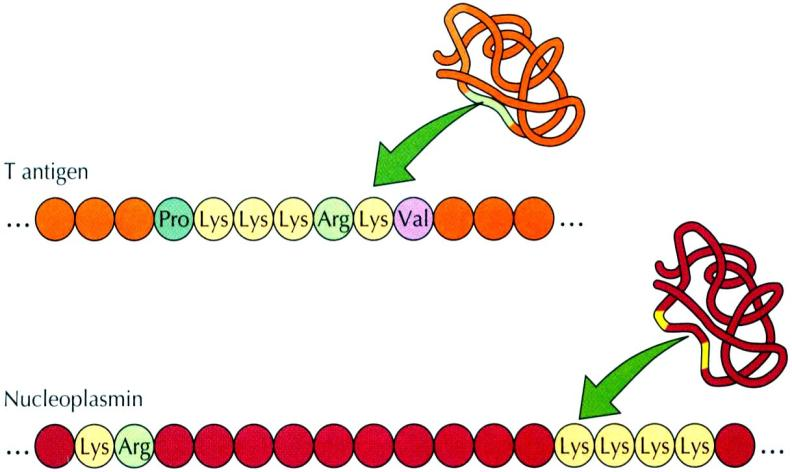 T antigen
... Pro Lys Lys Lys Arg Lys Val ...
Nucleoplasmin
... Lys Arg Lys Lys Lys Lys ...